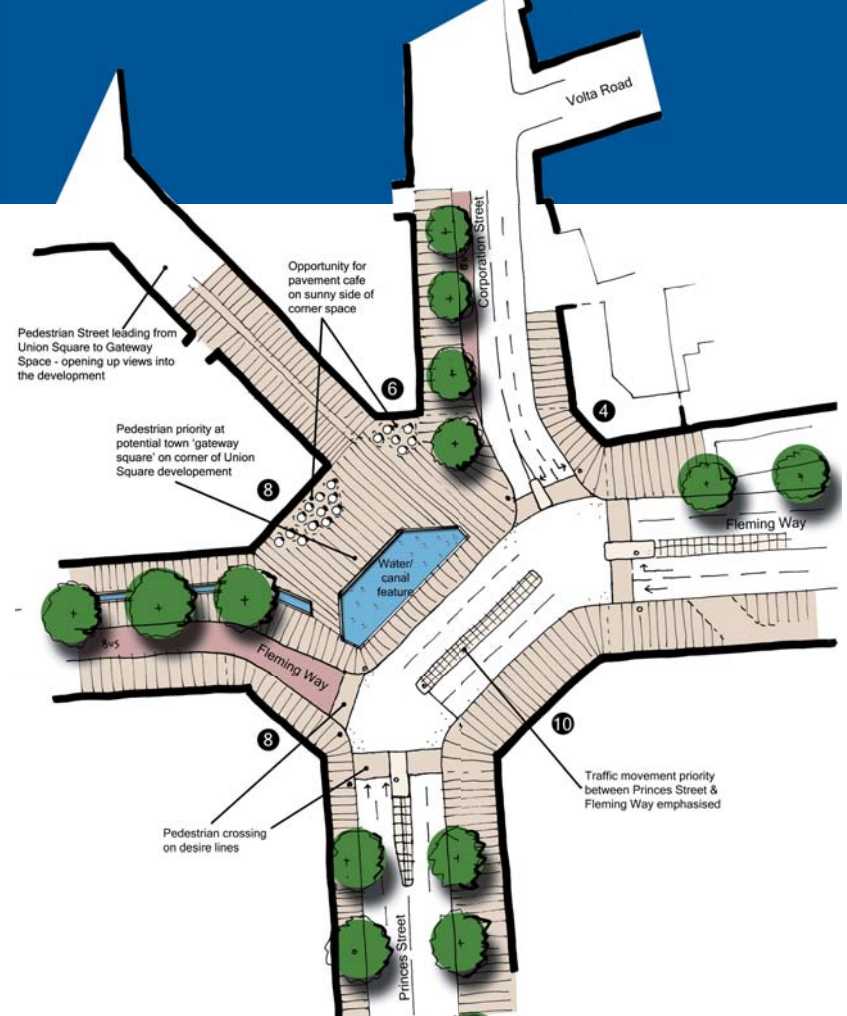 Volta Road
Corporation Street
BUS
Opportunity for
pavement cafe
on sunny side of
corner space
Pedestrian Street leading from
Union Square to Gateway
Space - opening up views into
the development
6
4
Pedestrian priority at
potential town 'gateway
square' on corner of Union
Square developement
8
Fleming Way
Water/
canal
feature
BUS
Fleming Way
8
10
Traffic movement priority
between Princes Street &
Fleming Way emphasised
Pedestrian crossing
on desire lines
Princes Street